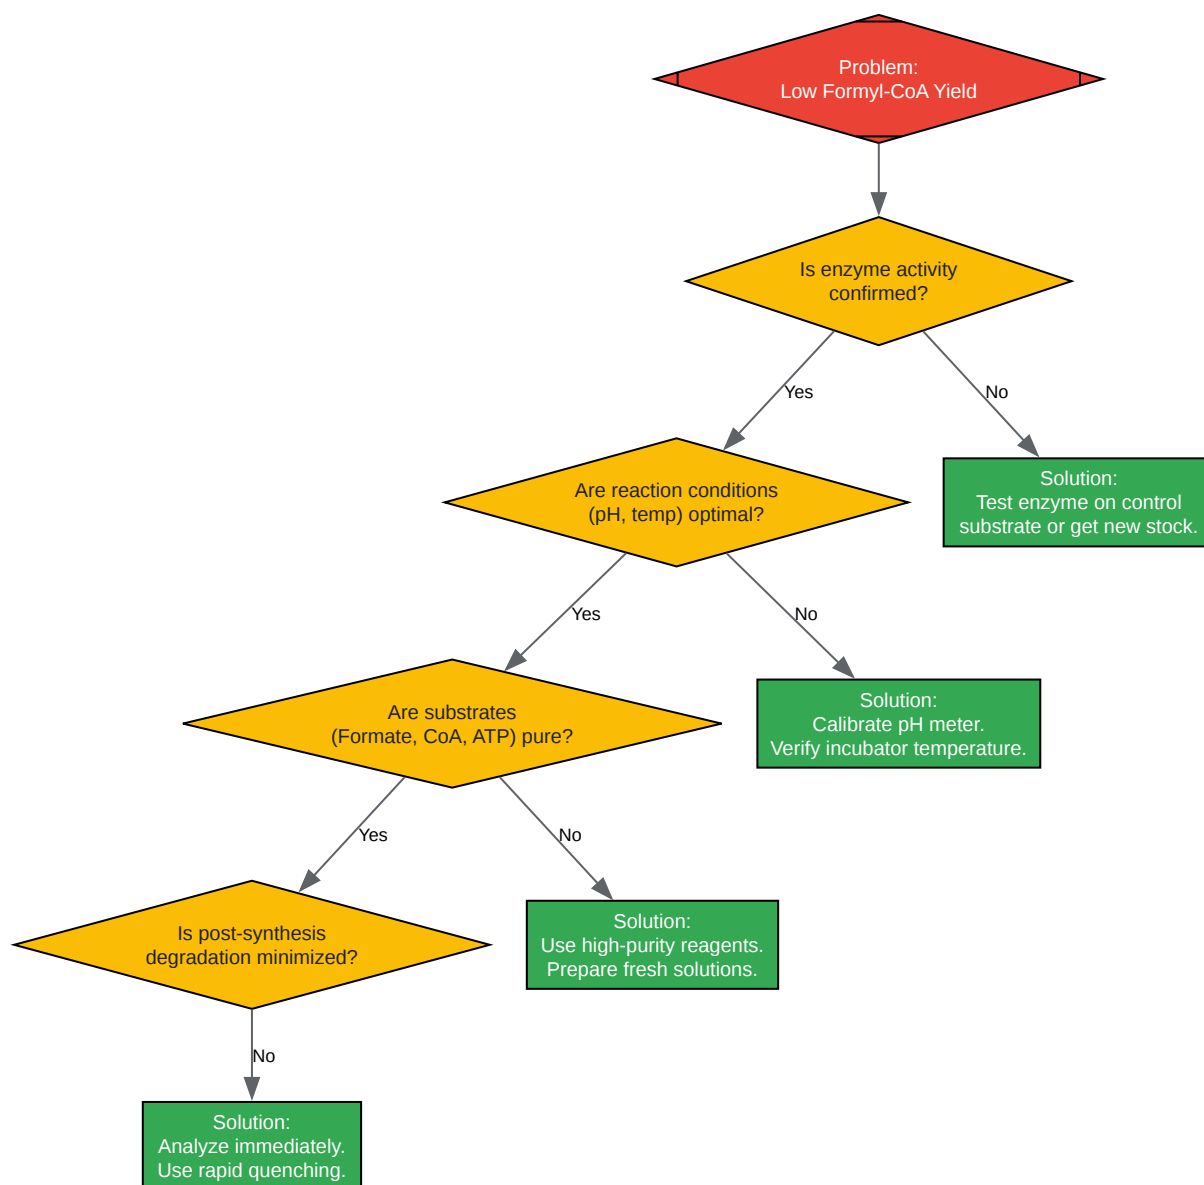 Problem:
Low Formyl-CoA Yield
Is enzyme activity
confirmed?
Yes
No
Are reaction conditions
(pH, temp) optimal?
Solution:
Test enzyme on control
substrate or get new stock.
Yes
No
Are substrates
(Formate, CoA, ATP) pure?
Solution:
Calibrate pH meter.
Verify incubator temperature.
Yes
No
Is post-synthesis
degradation minimized?
Solution:
Use high-purity reagents.
Prepare fresh solutions.
No
Solution:
Analyze immediately.
Use rapid quenching.